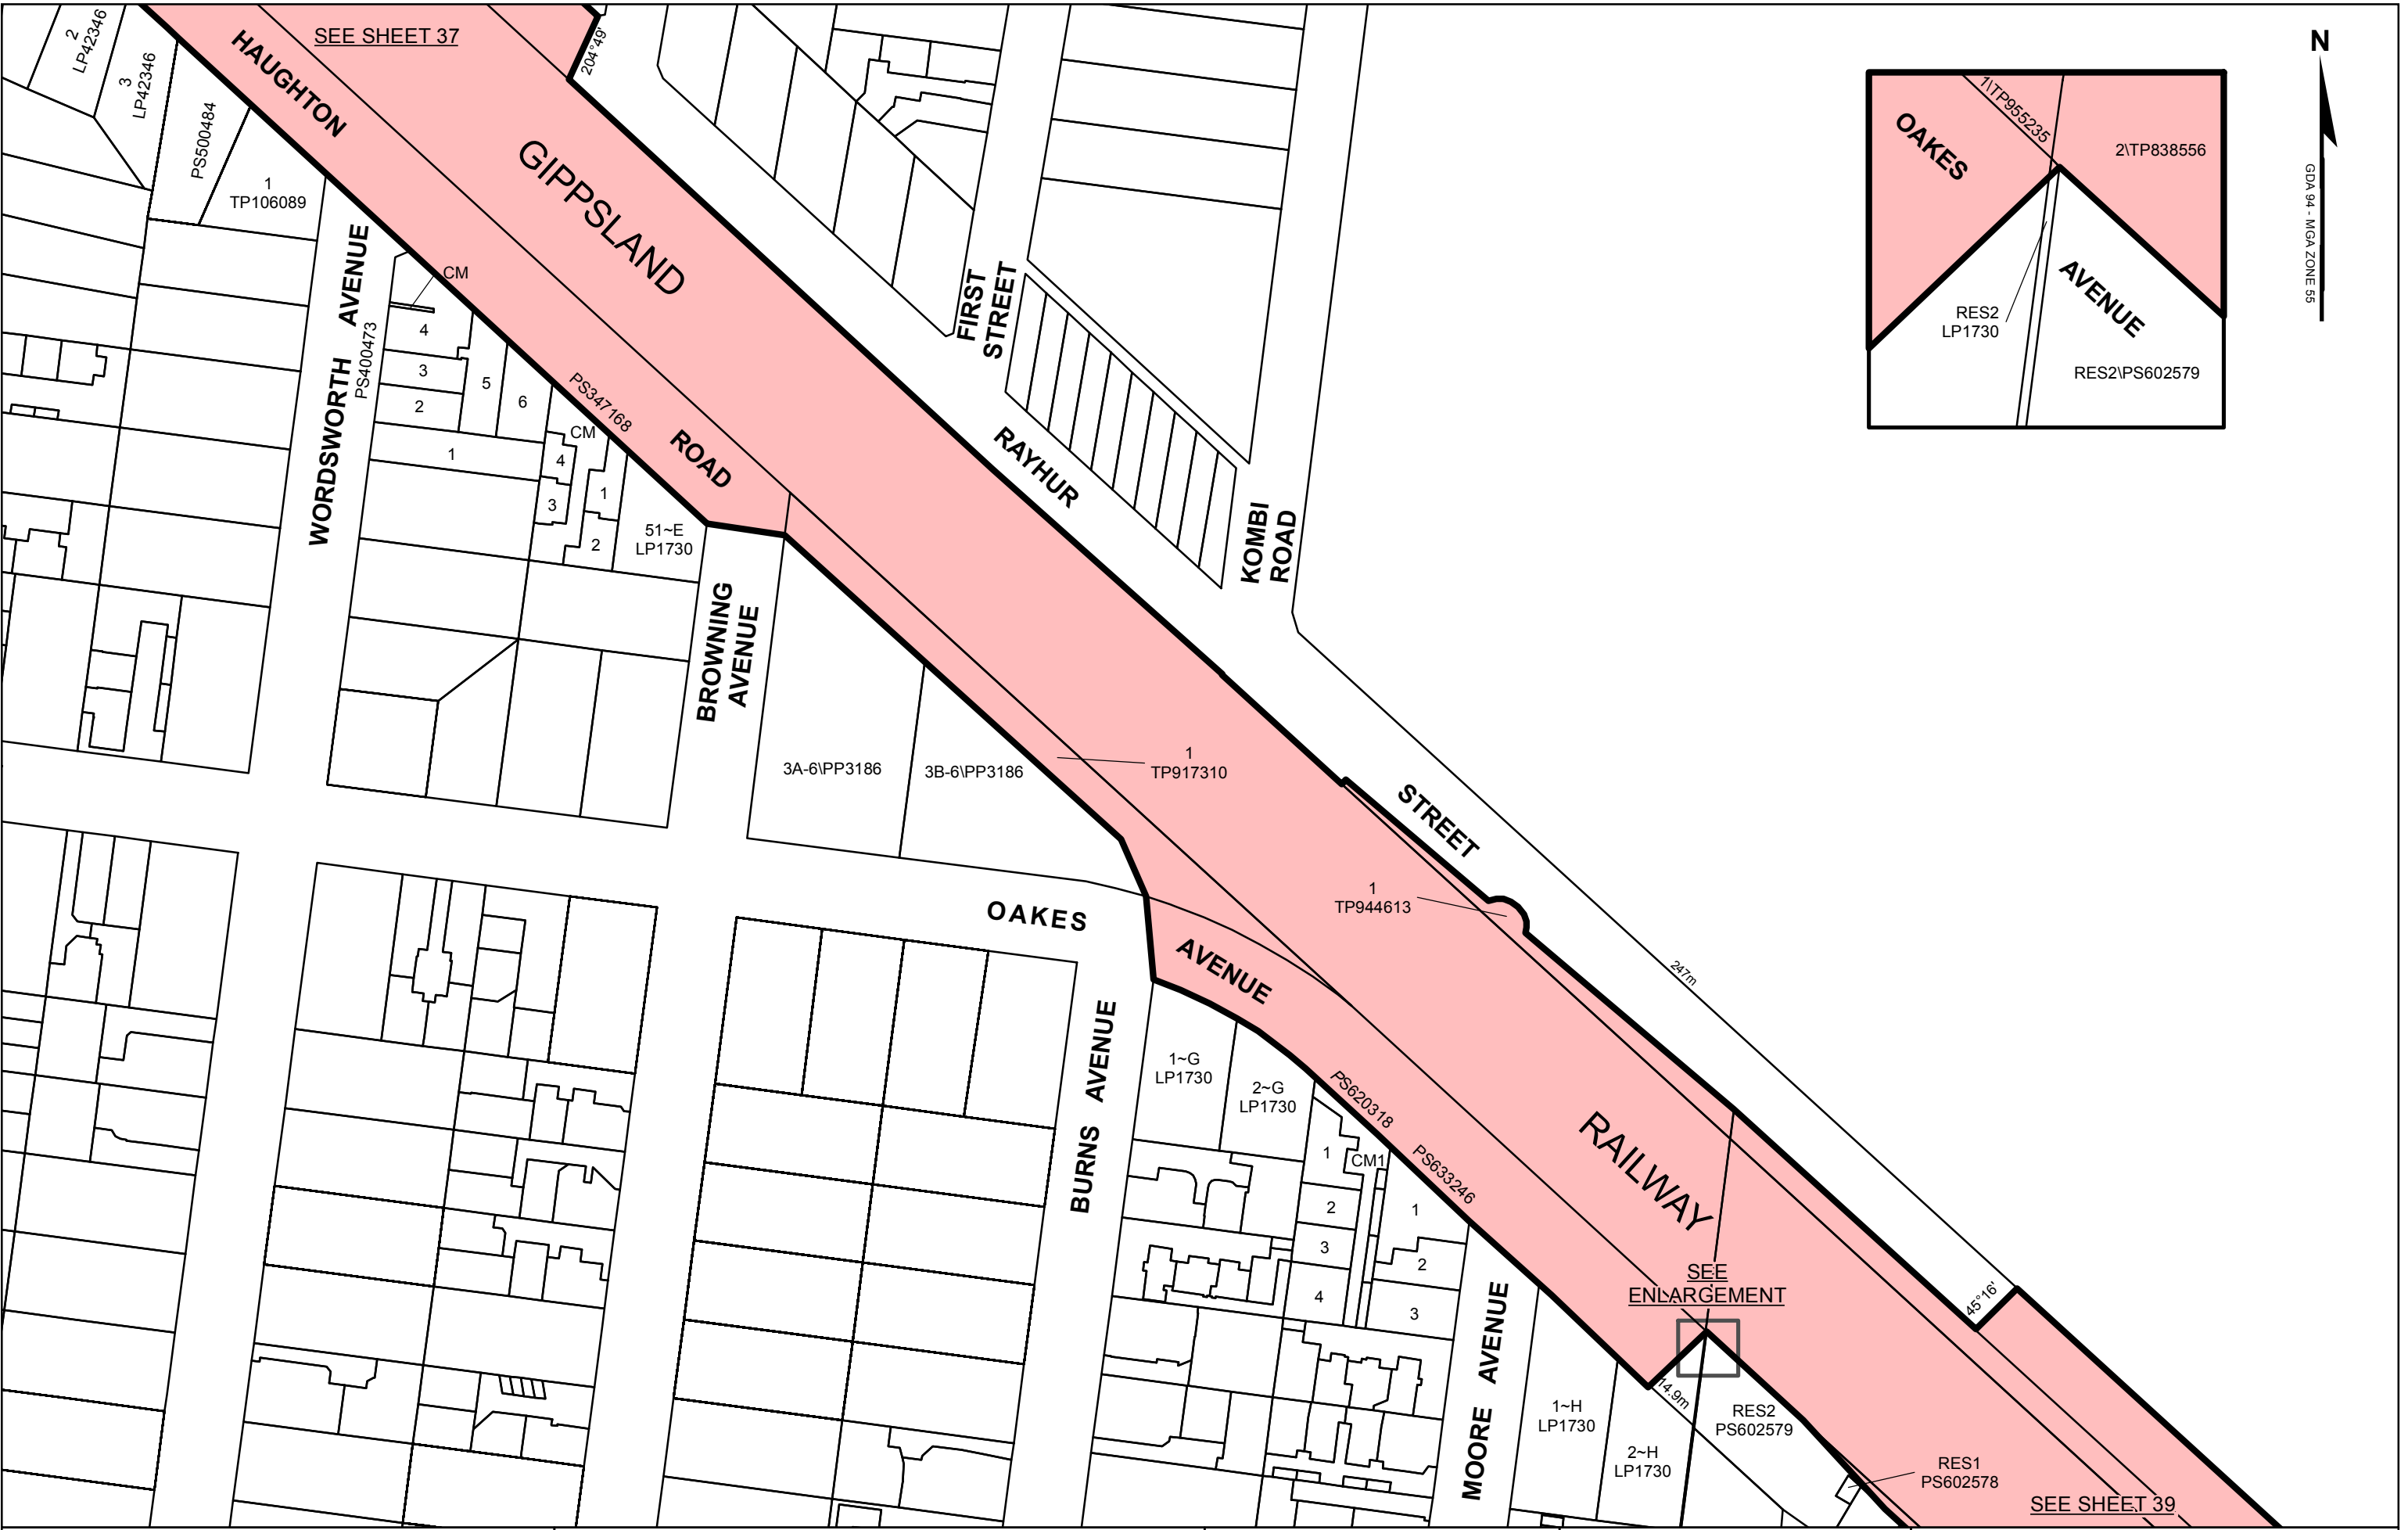 2
LP42346
3
LP42346
PS500484
1
TP106089
HAUGHTON
SEE SHEET 37
204°49'
GIPPSLAND
WORDSWORTH AVENUE
PS400473
CM
4
3
2
1
5
6
PS347168
CM
4
3
1
2
ROAD
51~E
LP1730
FIRST
STREET
RAYHUR
KOMBI
ROAD
BROWNING
AVENUE
3A-6\PP3186
3B-6\PP3186
1
TP917310
STREET
1
TP944613
OAKES
AVENUE
247m
BURNS AVENUE
1~G
LP1730
2~G
LP1730
PS620318
PS633246
1
CM1
2
3
4
1
2
3
RAILWAY
SEE
ENLARGEMENT
45°16'
MOORE AVENUE
1~H
LP1730
2~H
LP1730
14.9m
RES2
PS602579
RES1
PS602578
SEE SHEET 39
OAKES
1\TP955235
2\TP838556
AVENUE
RES2
LP1730
RES2\PS602579
N
GDA 94 - MGA ZONE 55